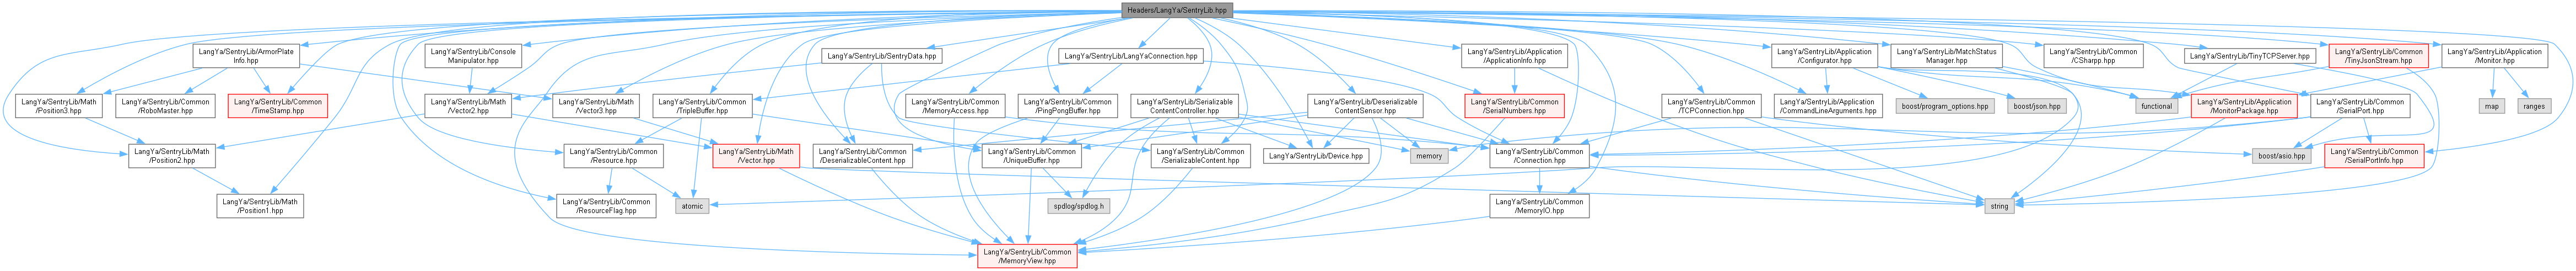 Headers/LangYa/SentryLib.hpp
LangYa/SentryLib/ArmorPlate
Info.hpp
LangYa/SentryLib/Console
Manipulator.hpp
LangYa/SentryLib/SentryData.hpp
LangYa/SentryLib/LangYaConnection.hpp
LangYa/SentryLib/Application
/ApplicationInfo.hpp
LangYa/SentryLib/Application
/Configurator.hpp
LangYa/SentryLib/MatchStatus
Manager.hpp
LangYa/SentryLib/Common
/CSharpp.hpp
LangYa/SentryLib/TinyTCPServer.hpp
LangYa/SentryLib/Common
/TinyJsonStream.hpp
LangYa/SentryLib/Application
/Monitor.hpp
LangYa/SentryLib/Math
/Position3.hpp
LangYa/SentryLib/Common
/RoboMaster.hpp
LangYa/SentryLib/Common
/TimeStamp.hpp
LangYa/SentryLib/Math
/Vector2.hpp
LangYa/SentryLib/Math
/Vector3.hpp
LangYa/SentryLib/Common
/TripleBuffer.hpp
LangYa/SentryLib/Common
/MemoryAccess.hpp
LangYa/SentryLib/Common
/PingPongBuffer.hpp
LangYa/SentryLib/Serializable
ContentController.hpp
LangYa/SentryLib/Deserializable
ContentSensor.hpp
LangYa/SentryLib/Common
/SerialNumbers.hpp
LangYa/SentryLib/Common
/TCPConnection.hpp
LangYa/SentryLib/Application
/CommandLineArguments.hpp
boost/program_options.hpp
boost/json.hpp
functional
LangYa/SentryLib/Application
/MonitorPackage.hpp
LangYa/SentryLib/Common
/SerialPort.hpp
map
ranges
LangYa/SentryLib/Math
/Position2.hpp
LangYa/SentryLib/Common
/Resource.hpp
LangYa/SentryLib/Math
/Vector.hpp
LangYa/SentryLib/Common
/DeserializableContent.hpp
LangYa/SentryLib/Common
/UniqueBuffer.hpp
LangYa/SentryLib/Common
/SerializableContent.hpp
LangYa/SentryLib/Device.hpp
memory
LangYa/SentryLib/Common
/Connection.hpp
boost/asio.hpp
LangYa/SentryLib/Common
/SerialPortInfo.hpp
LangYa/SentryLib/Math
/Position1.hpp
LangYa/SentryLib/Common
/ResourceFlag.hpp
atomic
spdlog/spdlog.h
LangYa/SentryLib/Common
/MemoryIO.hpp
string
LangYa/SentryLib/Common
/MemoryView.hpp